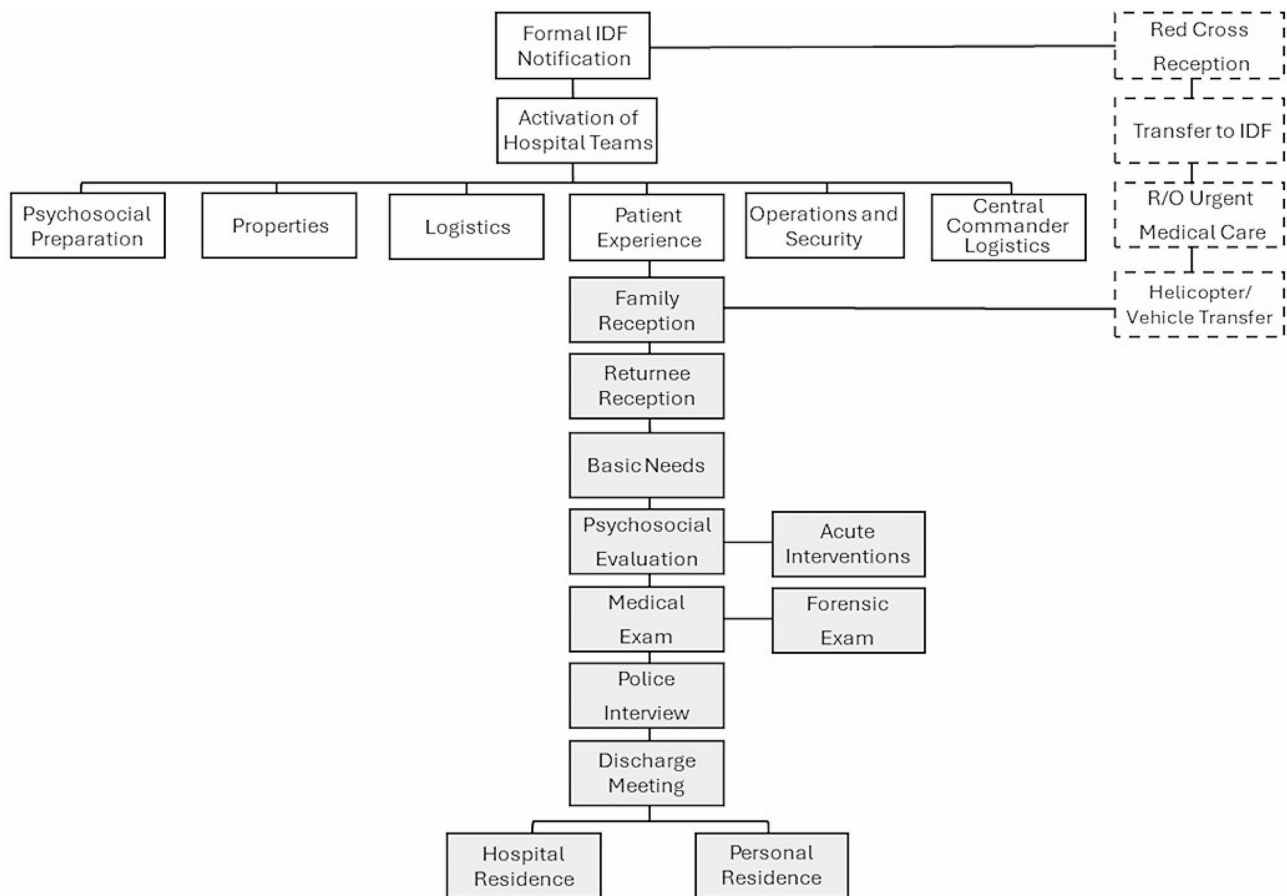 Formal IDF
Notification
Red Cross
Reception
Activation of
Hospital Teams
Transfer to IDF
Psychosocial
Preparation
Properties
Logistics
Patient
Experience
Operations and
Security
Central
Commander
Logistics
R/O Urgent
Medical Care
Family
Reception
Helicopter/
Vehicle Transfer
Returnee
Reception
Basic Needs
Psychosocial
Evaluation
Acute
Interventions
Medical
Exam
Forensic
Exam
Police
Interview
Discharge
Meeting
Hospital
Residence
Personal
Residence